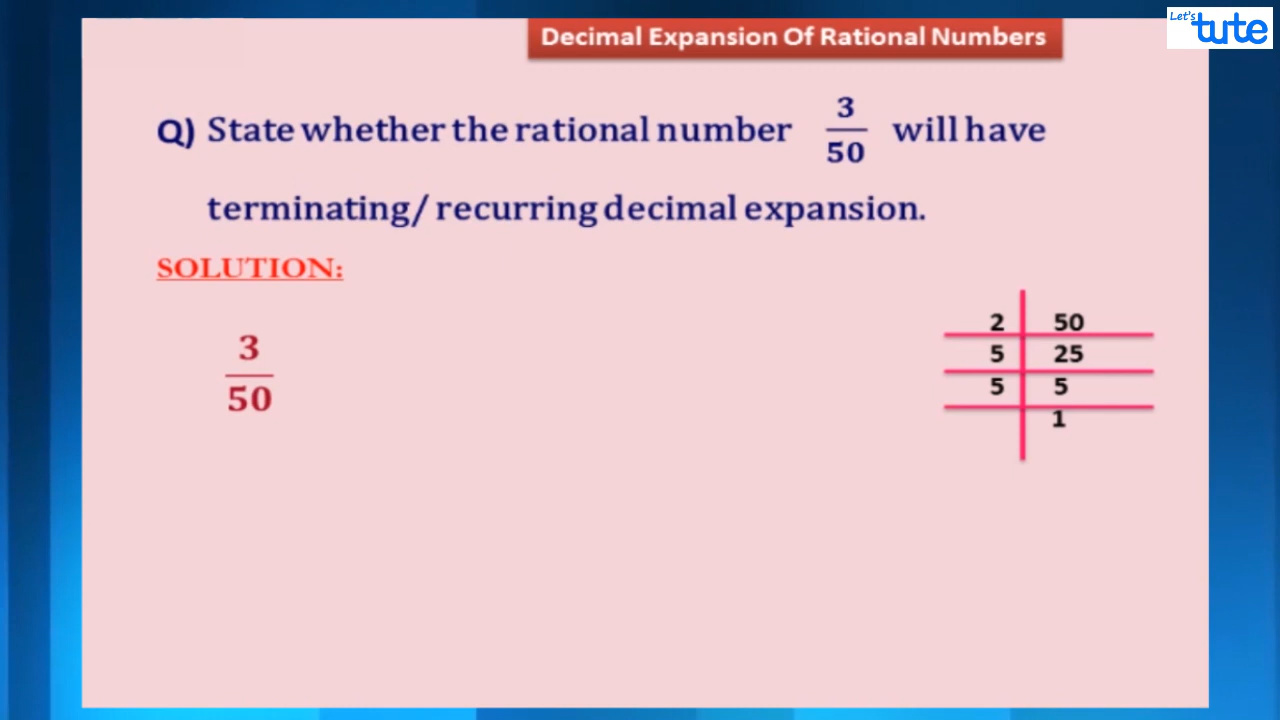 Let's tute
Decimal Expansion Of Rational Numbers
Q) State whether the rational number 3/50 will have
terminating/ recurring decimal expansion.
SOLUTION:
3/50
2 50
5 25
5 5
1